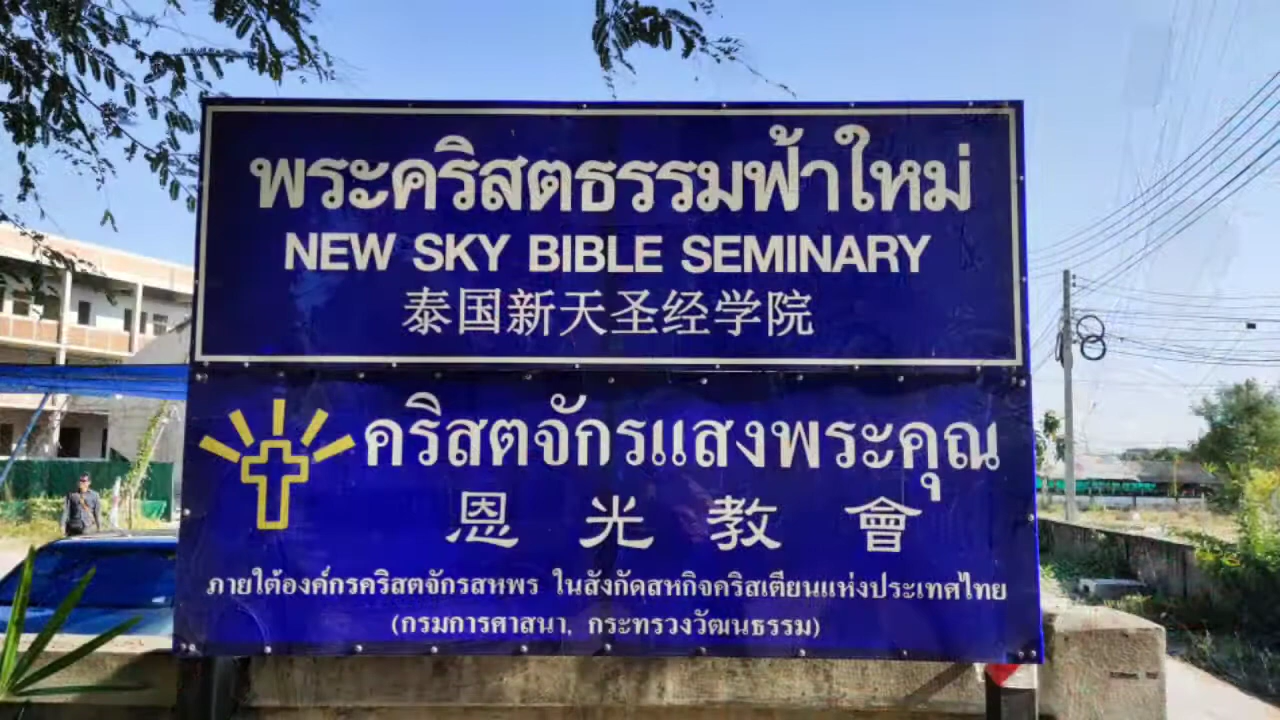 พระคริสตธรรมฟ้าใหม่
NEW SKY BIBLE SEMINARY
泰国新天圣经学院
คริสตจักรแสงพระคุณ
恩光教會
ภายใต้องค์กรคริสตจักรสหพร ในสังกัดสหกิจคริสเตียนแห่งประเทศไทย
(กรมการศาสนา, กระทรวงวัฒนธรรม)